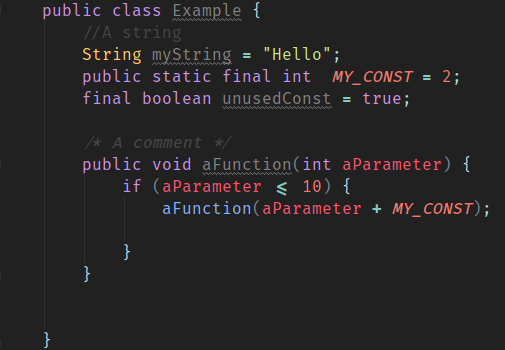 public class Example {
    //A string
    String myString = "Hello";
    public static final int  MY_CONST = 2;
    final boolean unusedConst = true;

    /* A comment */
    public void aFunction(int aParameter) {
        if (aParameter ⩽ 10) {
            aFunction(aParameter + MY_CONST);

        }
    }


}